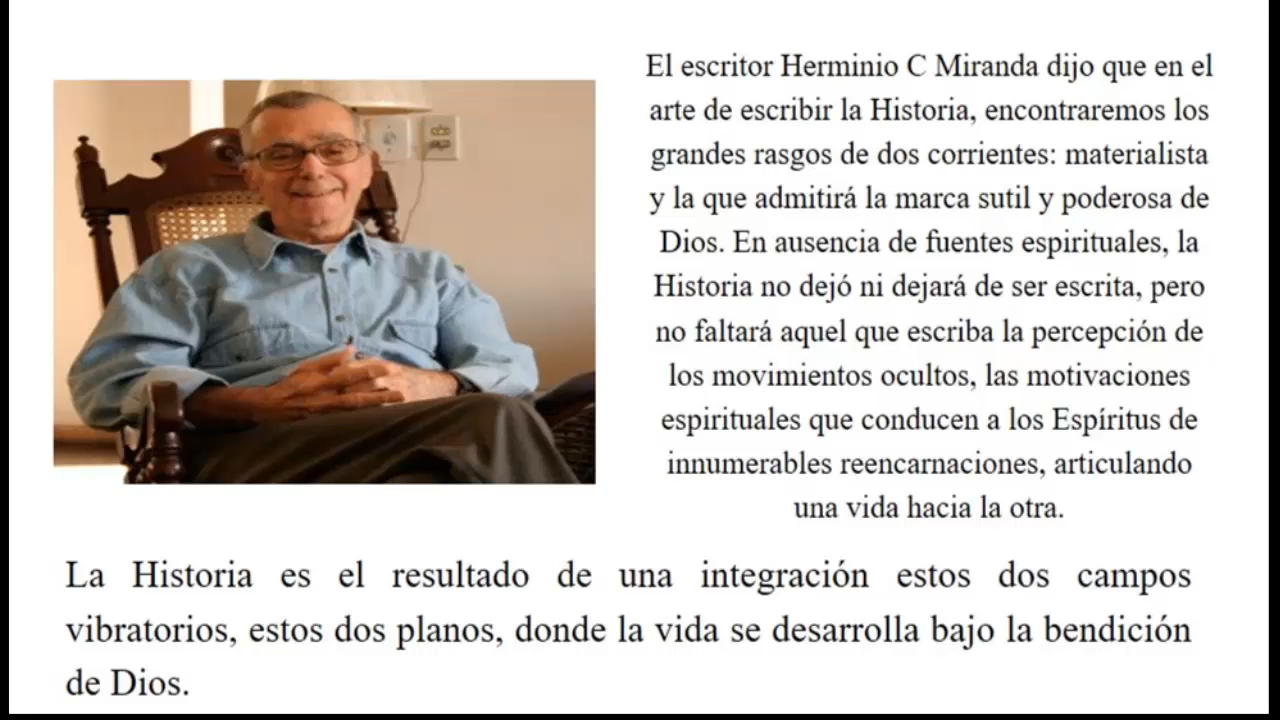 El escritor Herminio C Miranda dijo que en el
arte de escribir la Historia, encontraremos los
grandes rasgos de dos corrientes: materialista
y la que admitirá la marca sutil y poderosa de
Dios. En ausencia de fuentes espirituales, la
Historia no dejó ni dejará de ser escrita, pero
no faltará aquel que escriba la percepción de
los movimientos ocultos, las motivaciones
espirituales que conducen a los Espíritus de
innumerables reencarnaciones, articulando
una vida hacia la otra.
La Historia es el resultado de una integración estos dos campos
vibratorios, estos dos planos, donde la vida se desarrolla bajo la bendición
de Dios.